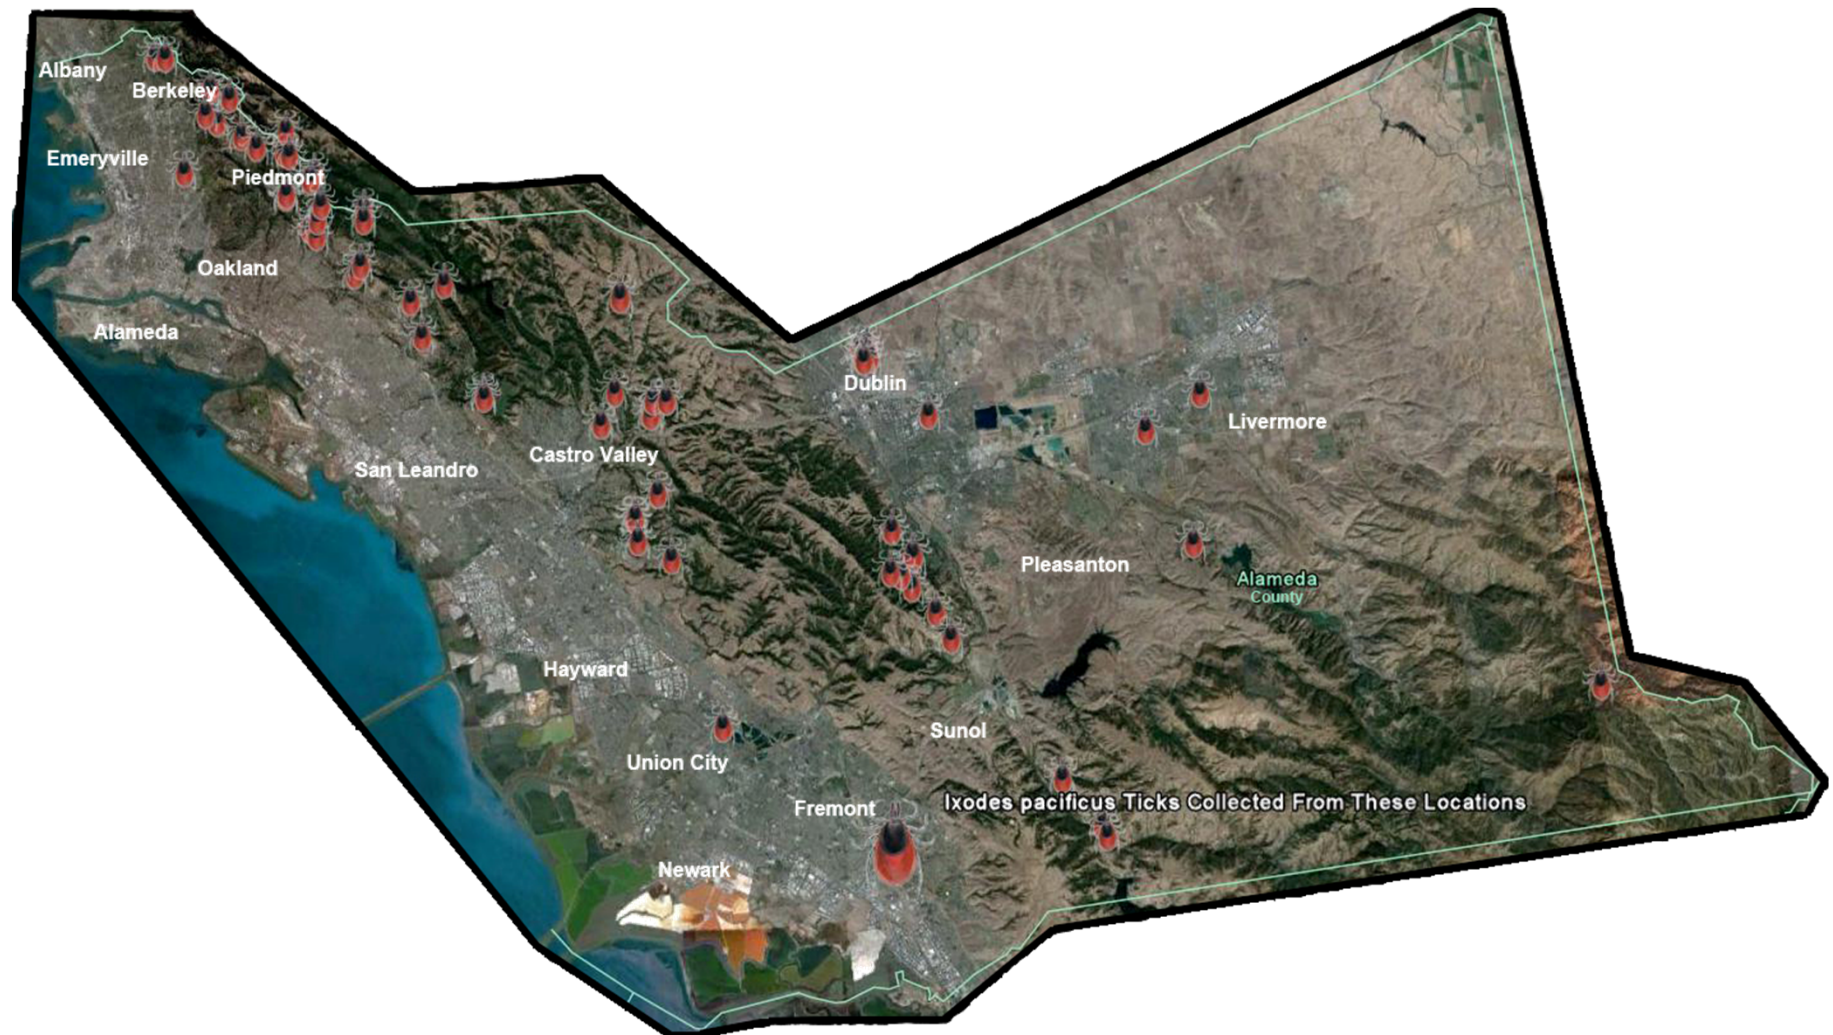 Albany
Berkeley
Emeryville
Piedmont
Oakland
Alameda
Dublin
Livermore
Castro Valley
San Leandro
Pleasanton
Alameda
County
Hayward
Sunol
Union City
Fremont
Ixodes pacificus Ticks Collected From These Locations
Newark